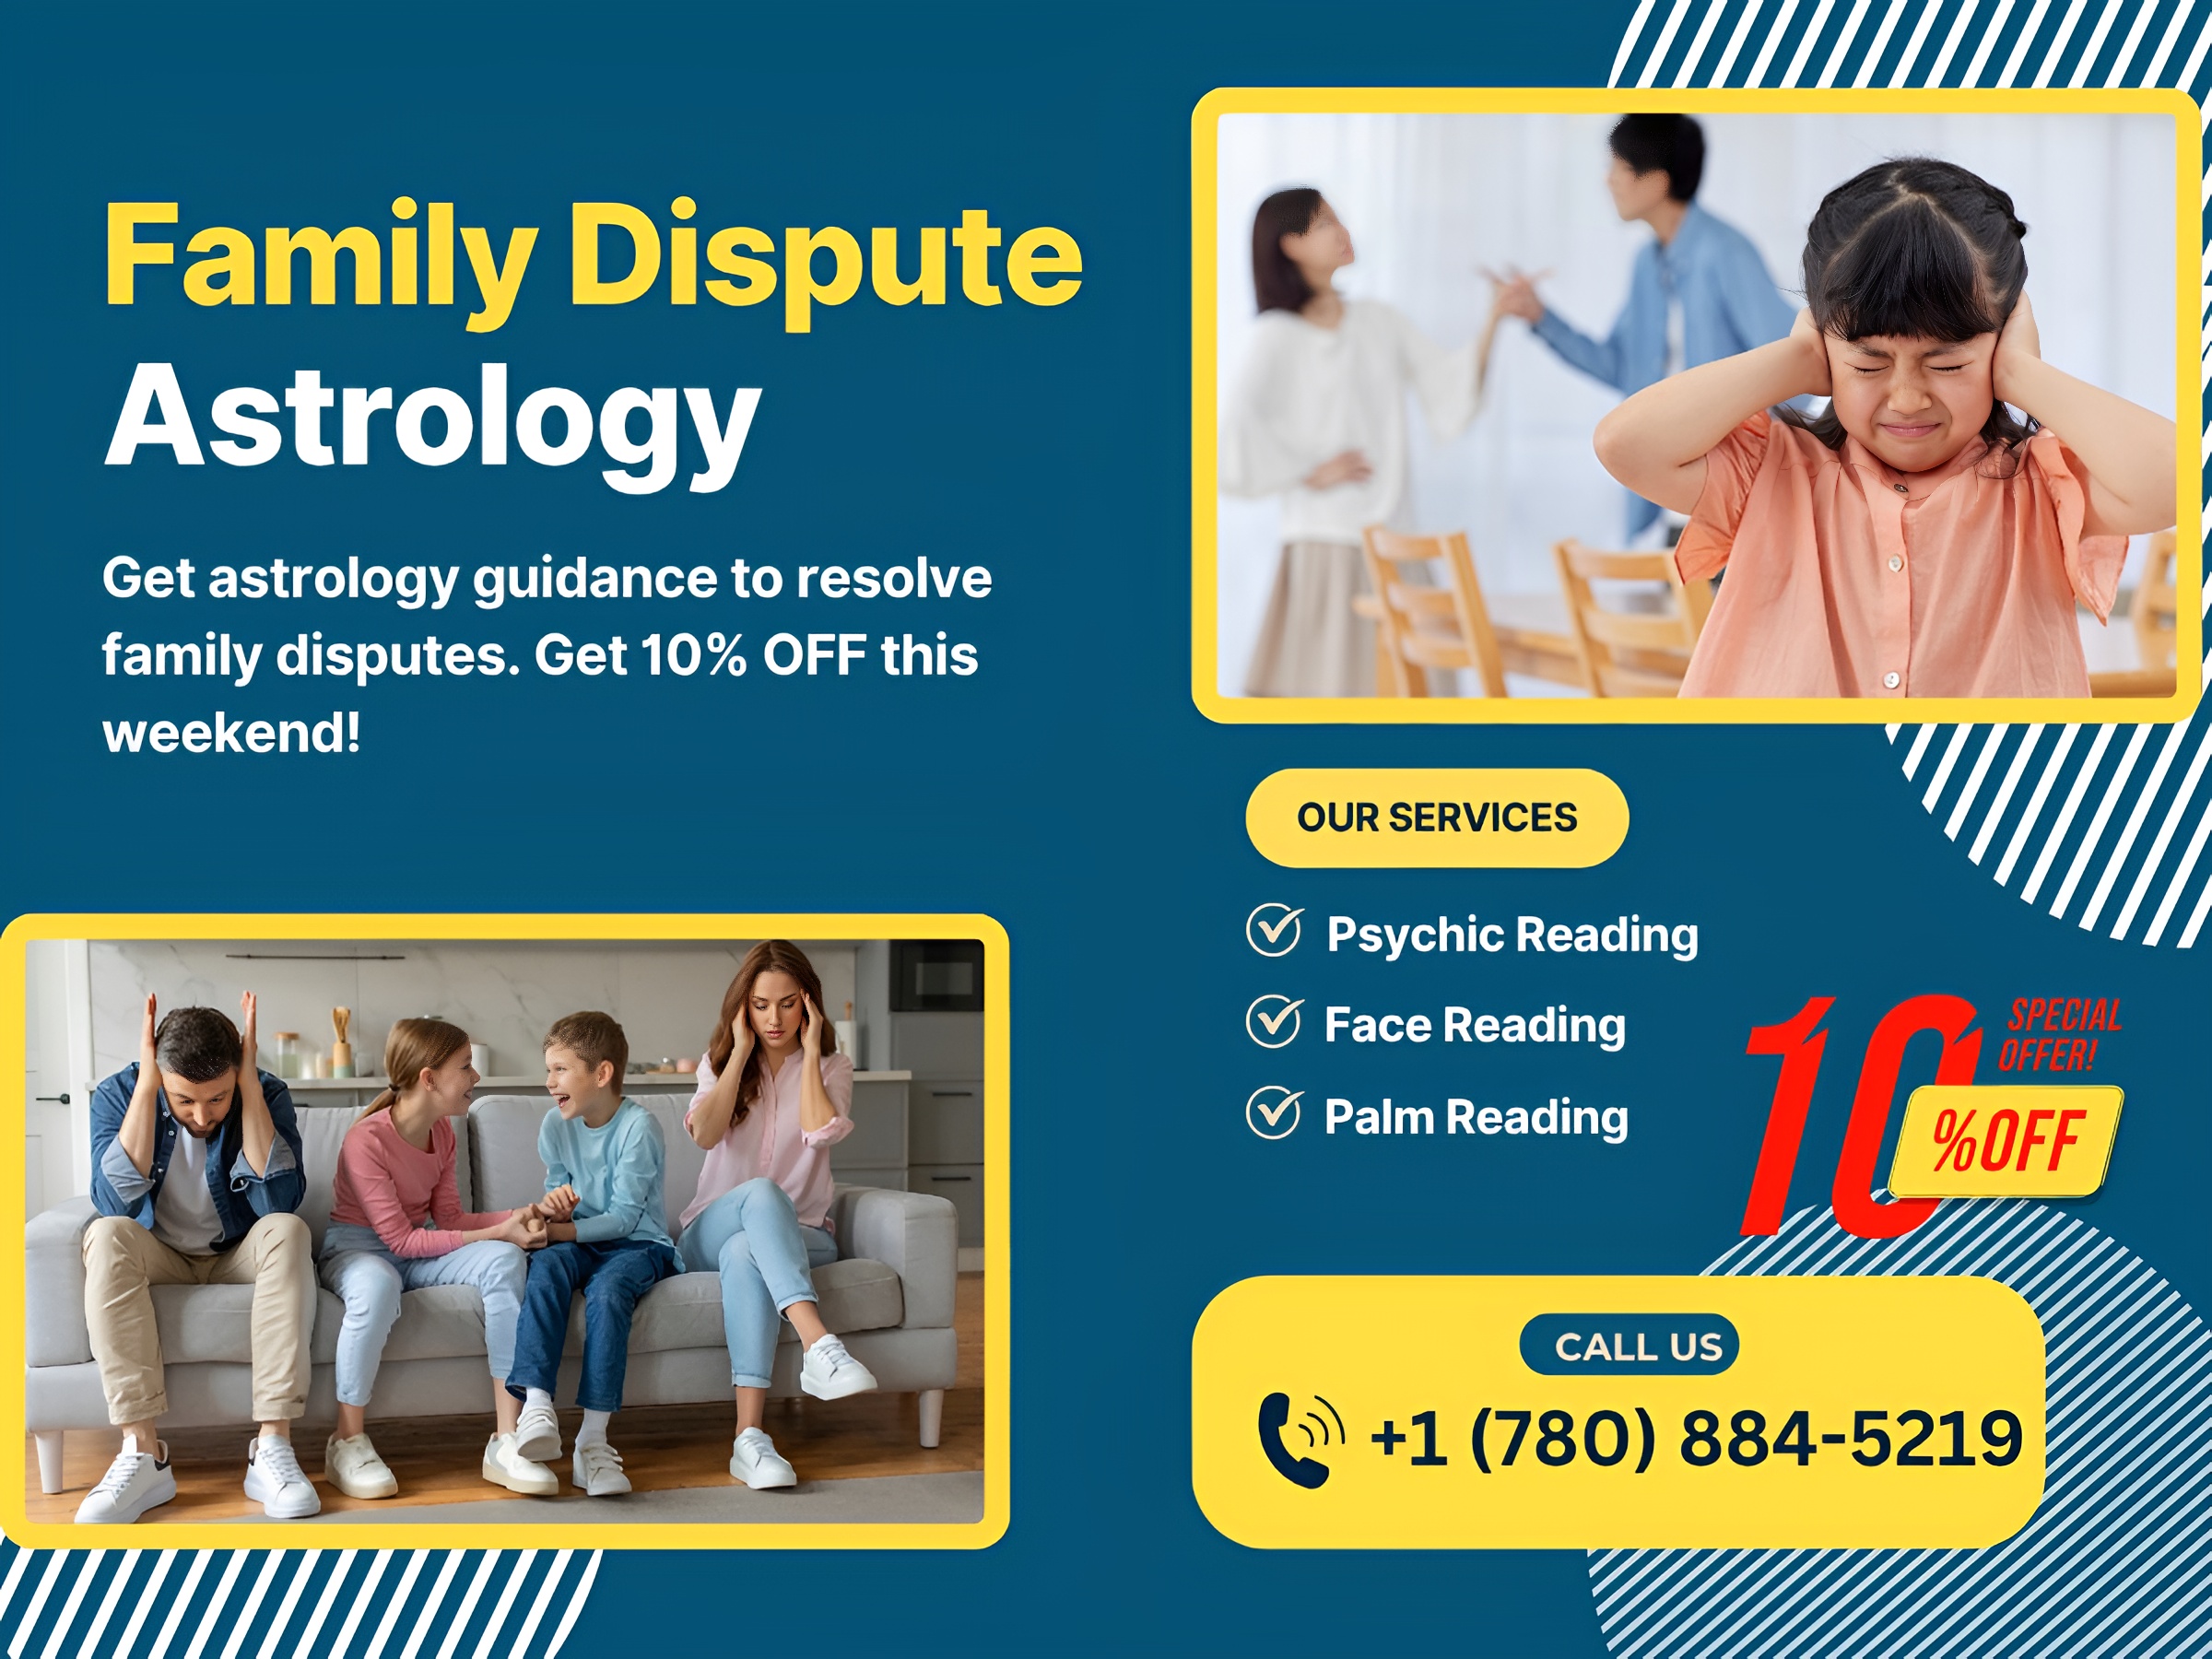 Family Dispute
Astrology
Get astrology guidance to resolve
family disputes. Get 10% OFF this
weekend!
OUR SERVICES
Psychic Reading
Face Reading
Palm Reading
10
SPECIAL
OFFER!
%OFF
CALL US
+1 (780) 884-5219